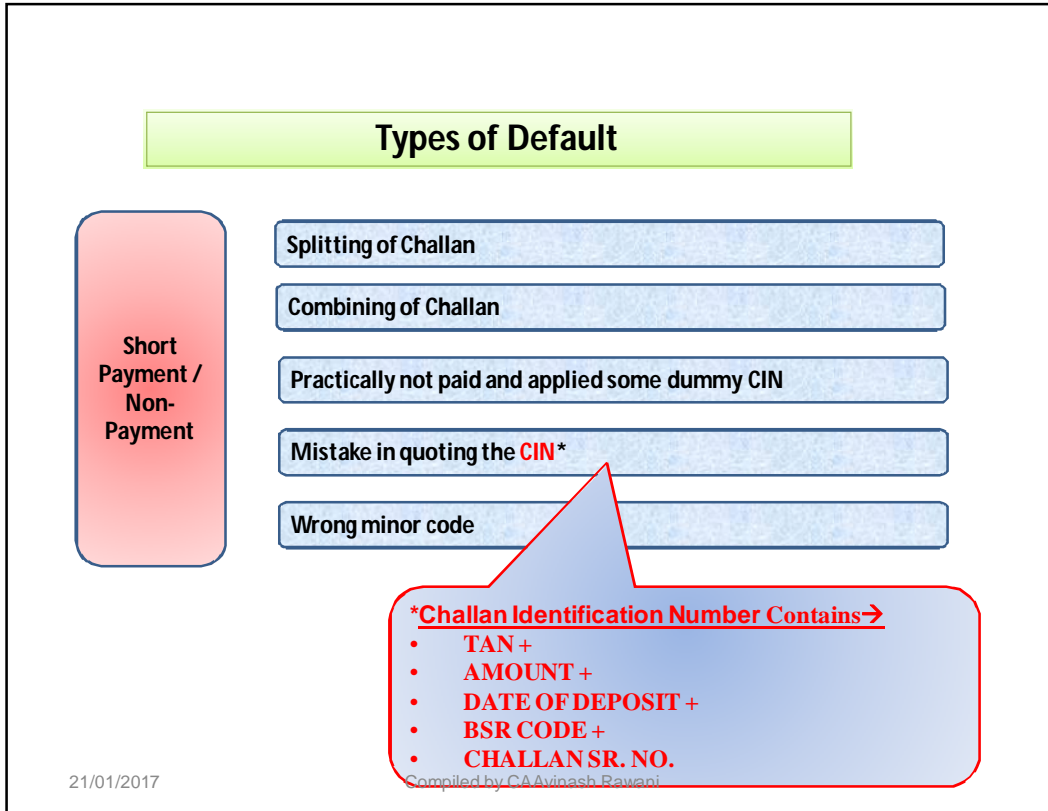 Types of Default
Short
Payment /
Non-
Payment
Splitting of Challan
Combining of Challan
Practically not paid and applied some dummy CIN
Mistake in quoting the CIN*
Wrong minor code
*Challan Identification Number Contains→
• TAN +
• AMOUNT +
• DATE OF DEPOSIT +
• BSR CODE +
• CHALLAN SR. NO.
21/01/2017
Compiled by CAAvinash Rawani